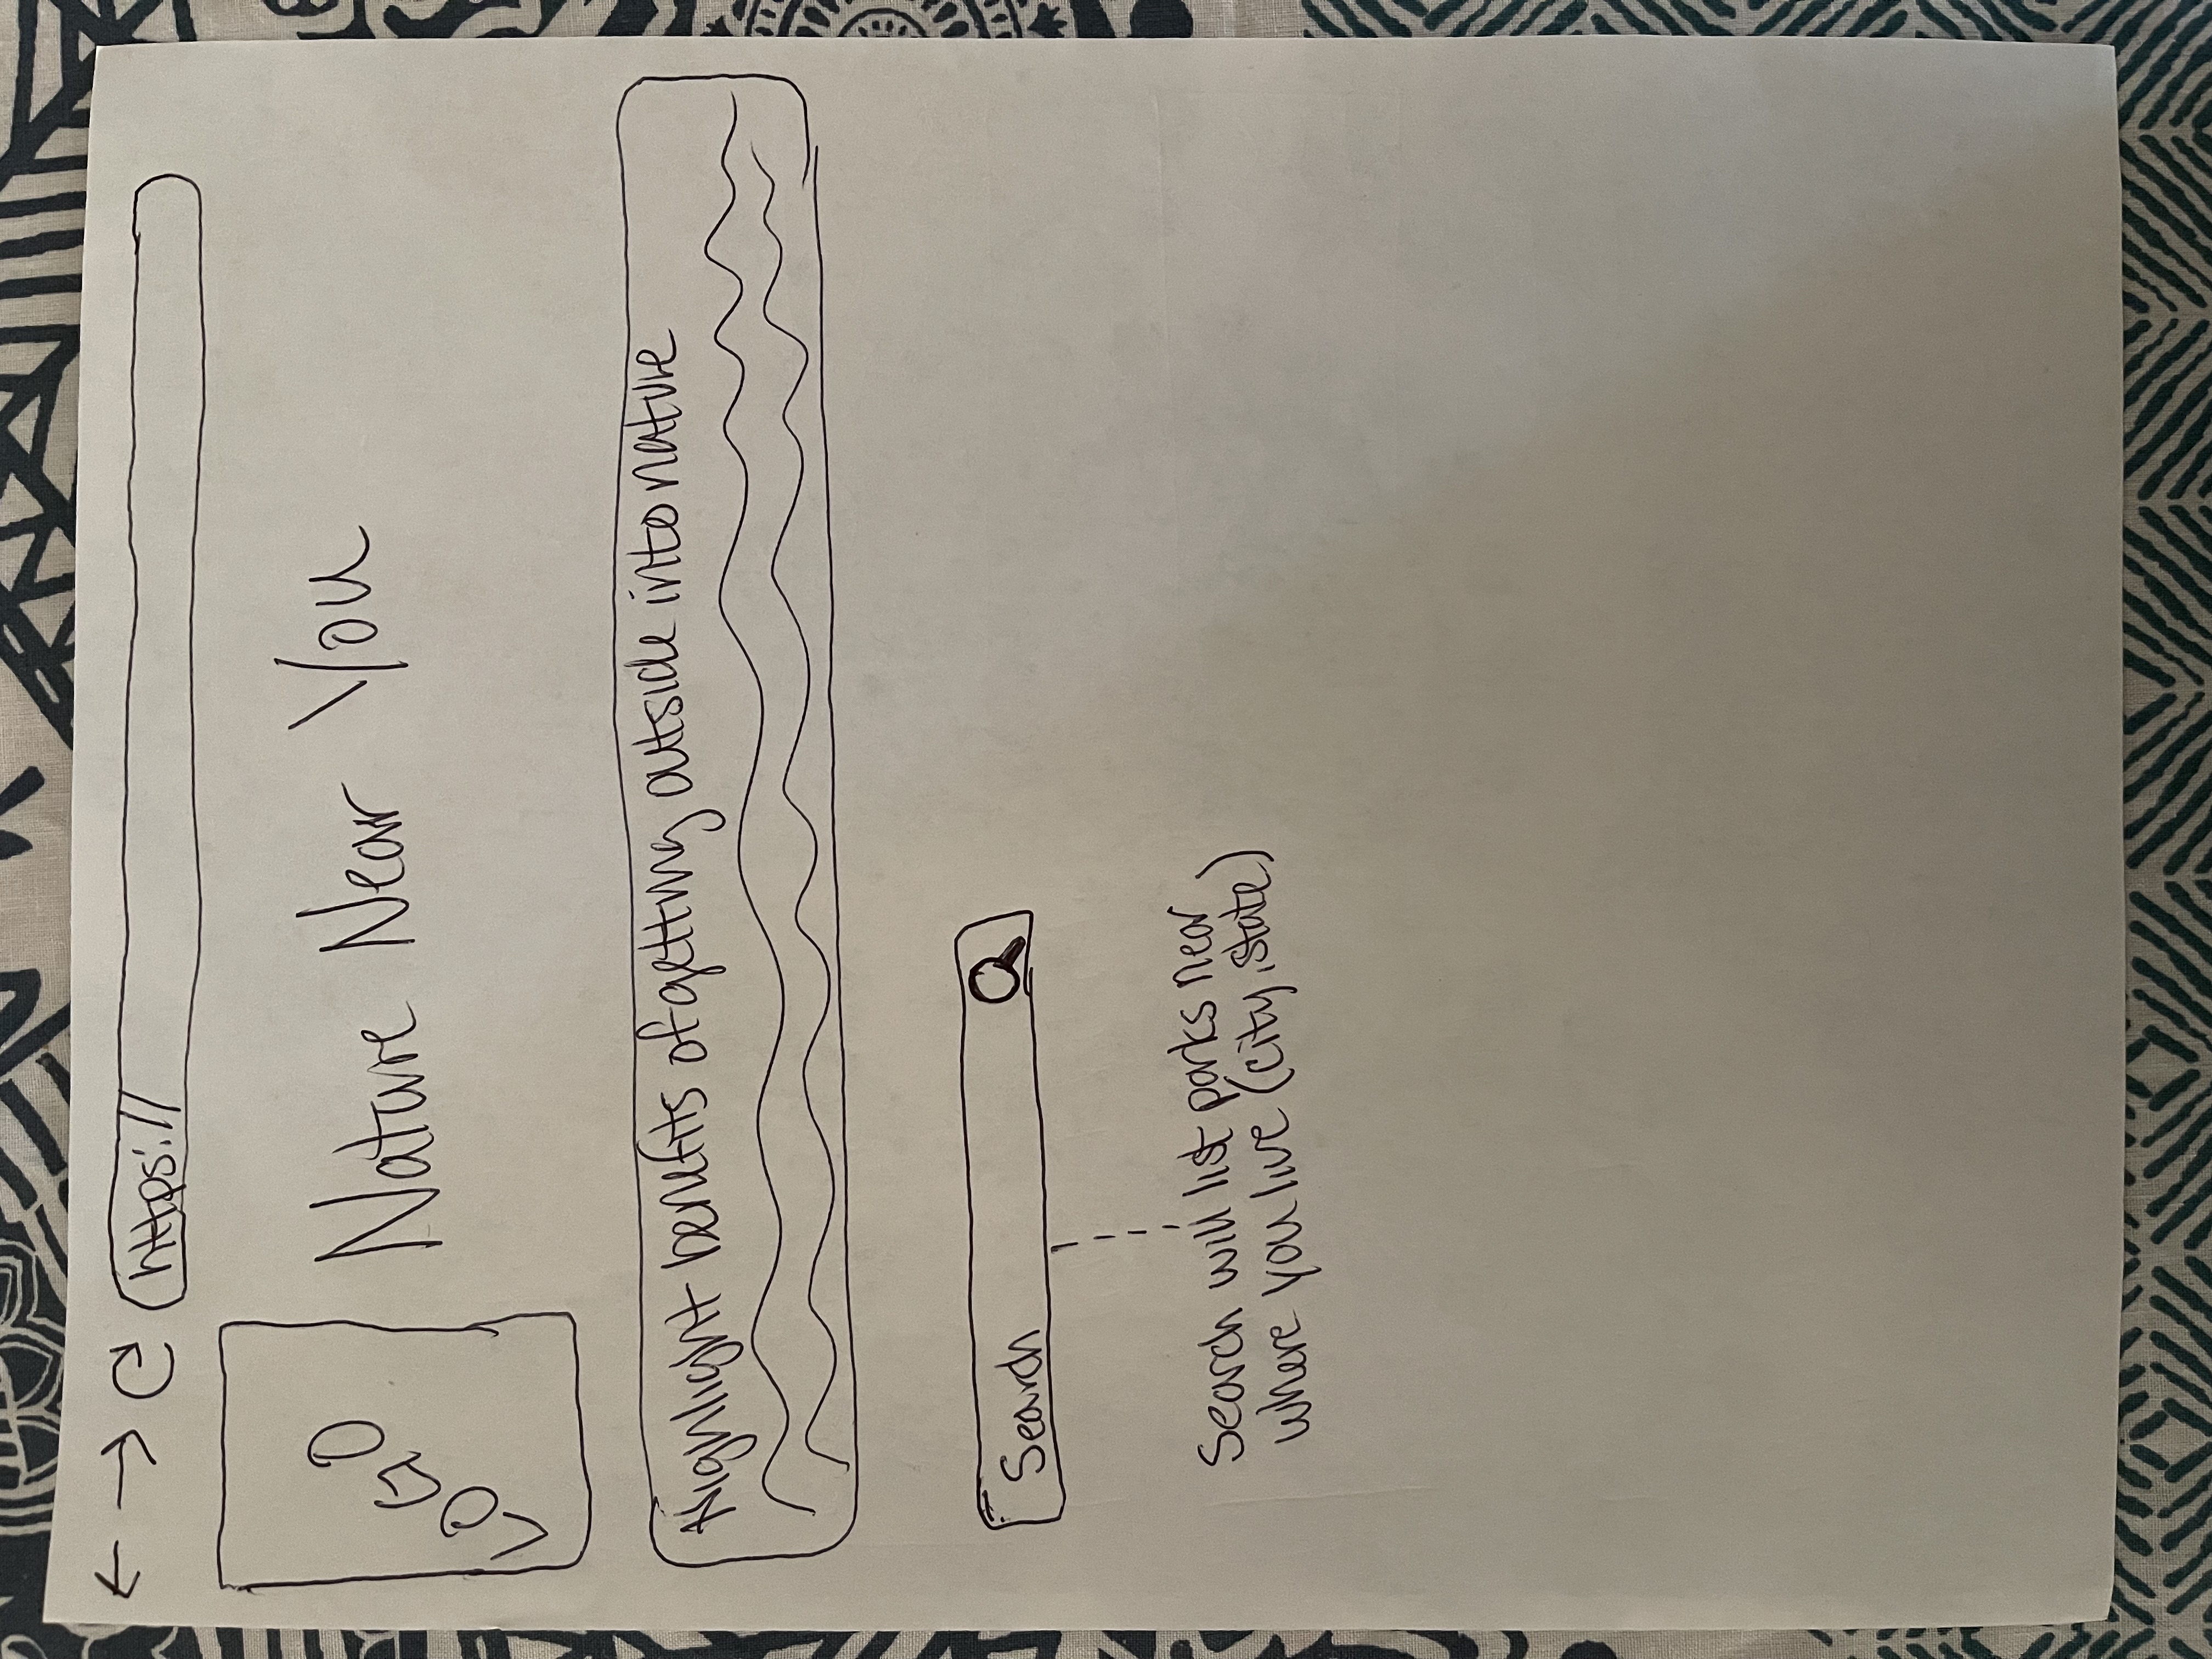 https://
LOGO
Nature Near You
Highlight benefits of getting outside into nature
Search
Search will list parks near
where you live (city, state)